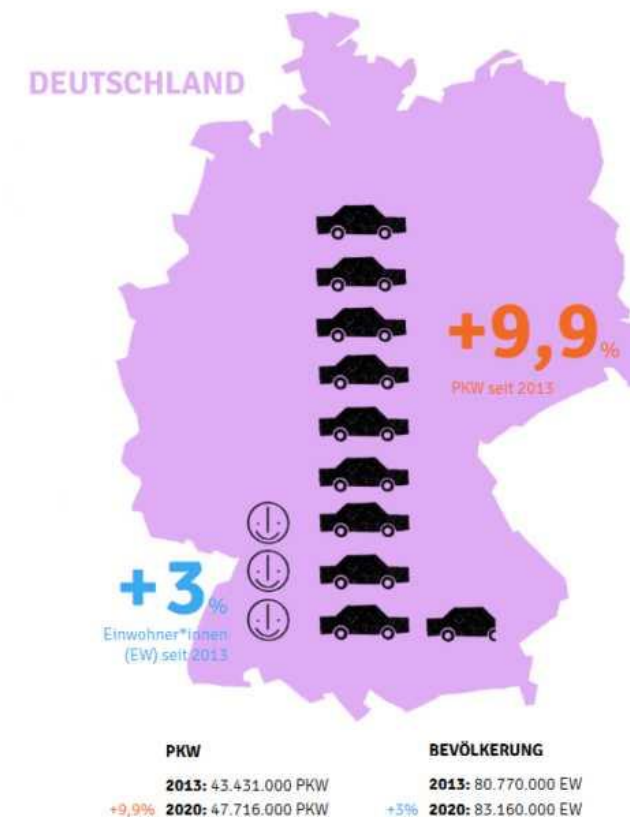 DEUTSCHLAND
+9,9%
PKW seit 2013
+3%
Einwohner*innen
(EW) seit 2013
PKW
2013: 43.431.000 PKW
+9,9% 2020: 47.716.000 PKW
BEVÖLKERUNG
2013: 80.770.000 EW
+3% 2020: 83.160.000 EW